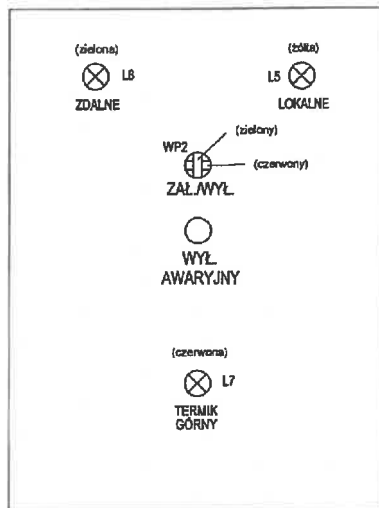 (zielona)
L6
ZDALNE
(żółta)
L5
LOKALNE
(zielony)
WP2
(czerwony)
ZAŁ./WYŁ.
WYŁ.
AWARYJNY
(czerwona)
L7
TERMIK
GÓRNY